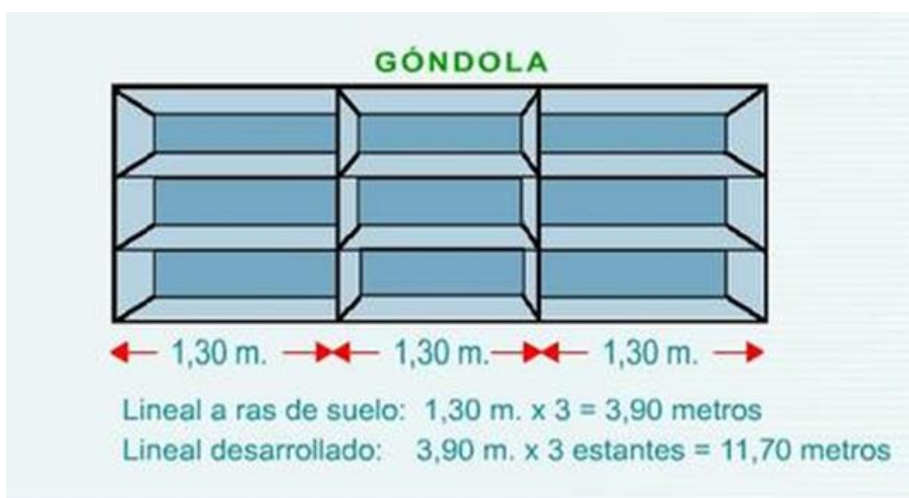 GÓNDOLA
1,30 m. 1,30 m. 1,30 m.
Lineal a ras de suelo: 1,30 m. x 3 = 3,90 metros
Lineal desarrollado: 3,90 m. x 3 estantes = 11,70 metros